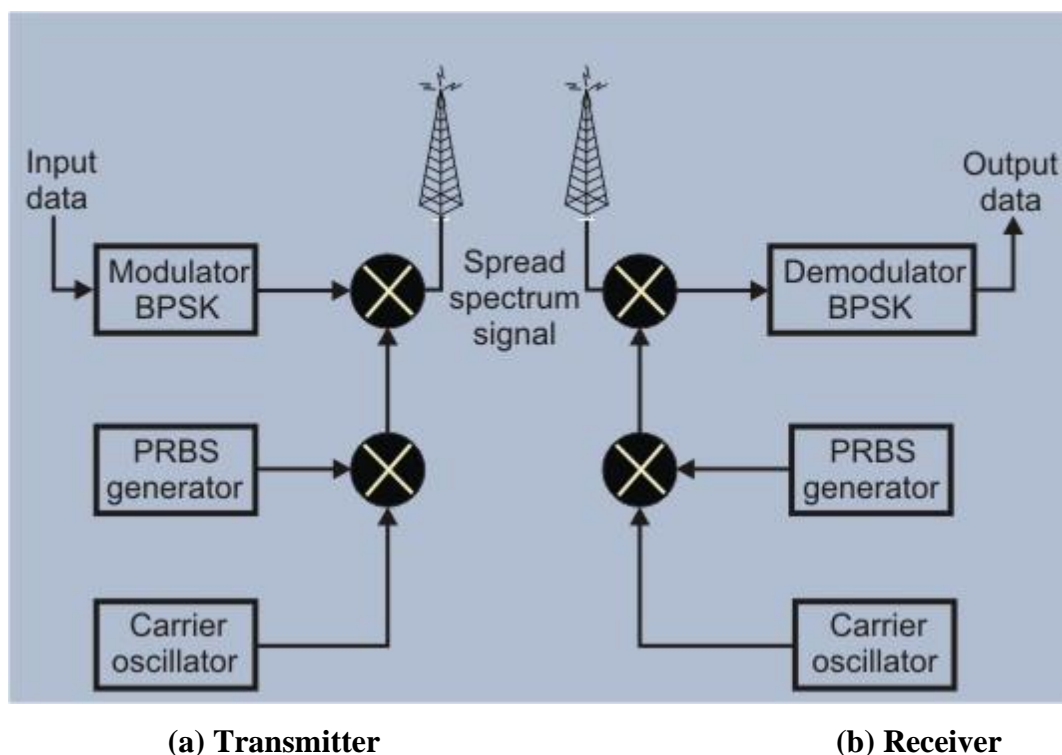 Input
data
Modulator
BPSK
PRBS
generator
Carrier
oscillator
Spread
spectrum
signal
Output
data
Demodulator
BPSK
PRBS
generator
Carrier
oscillator
(a) Transmitter
(b) Receiver